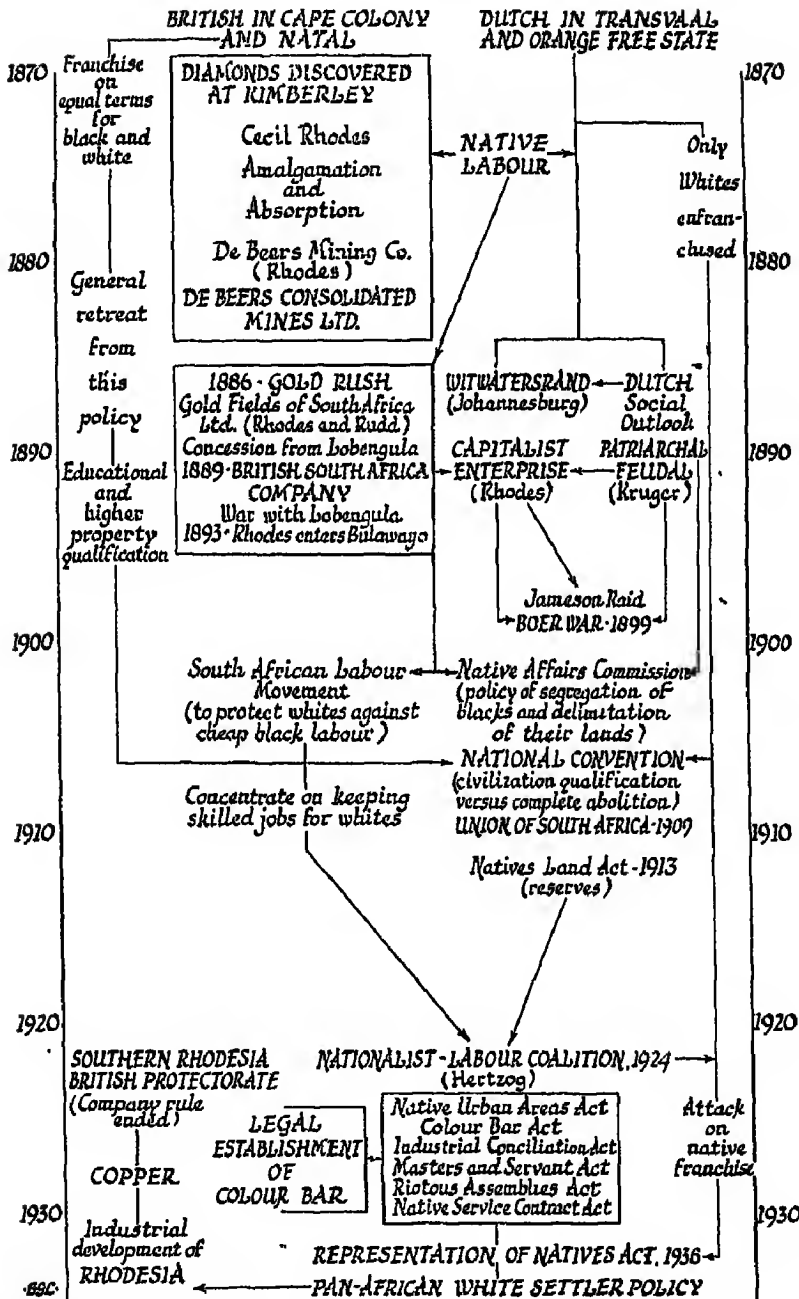 BRITISH IN CAPE COLONY
AND NATAL
DUTCH IN TRANSVAAL
AND ORANGE FREE STATE
1870
1870
Franchise
on
equal terms
for
black and
white
DIAMONDS DISCOVERED
AT KIMBERLEY
Cecil Rhodes
Amalgamation
and
Absorption
De Beers Mining Co.
(Rhodes)
DE BEERS CONSOLIDATED
MINES LTD.
NATIVE
LABOUR
Only
Whites
enfran-
chised
1880
1880
General
retreat
from
this
policy
1886 · GOLD RUSH
Gold Fields of South Africa
Ltd. (Rhodes and Rudd)
Concession from Lobengula
1889 · BRITISH SOUTH AFRICA
COMPANY
War with Lobengula
1893 · Rhodes enters Bulawayo
WITWATERSRAND
(Johannesburg)
DUTCH
Social
Outlook
1890
1890
Educational
and
higher
property
qualification
CAPITALIST
ENTERPRISE
(Rhodes)
PATRIARCHAL
FEUDAL
(Kruger)
Jameson Raid
BOER WAR · 1899
1900
1900
South African Labour
Movement
(to protect whites against
cheap black labour)
Native Affairs Commission
(policy of segregation of
blacks and delimitation
of their lands)
NATIONAL CONVENTION
(civilization qualification
versus complete abolition)
UNION OF SOUTH AFRICA - 1909
Concentrate on keeping
skilled jobs for whites
1910
1910
Natives Land Act - 1913
(reserves)
1920
1920
SOUTHERN RHODESIA
BRITISH PROTECTORATE
(Company rule
ended)
COPPER
Industrial
development of
RHODESIA
NATIONALIST - LABOUR COALITION, 1924
(Hertzog)
LEGAL
ESTABLISHMENT
OF
COLOUR BAR
Native Urban Areas Act
Colour Bar Act
Industrial Conciliation Act
Masters and Servant Act
Riotous Assemblies Act
Native Service Contract Act
Attack
on
native
franchise
1930
1930
REPRESENTATION OF NATIVES ACT, 1936
PAN-AFRICAN WHITE SETTLER POLICY